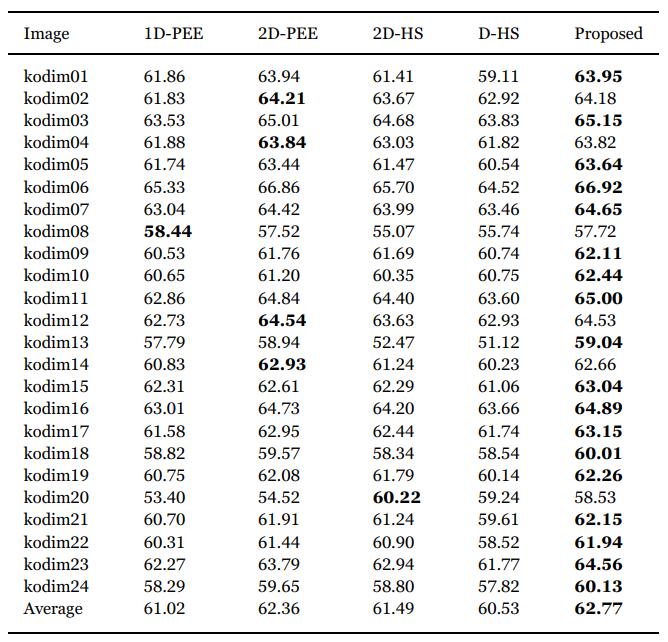 Image 1D-PEE 2D-PEE 2D-HS D-HS Proposed
kodim01 61.86 63.94 61.41 59.11 63.95
kodim02 61.83 64.21 63.67 62.92 64.18
kodim03 63.53 65.01 64.68 63.83 65.15
kodim04 61.88 63.84 63.03 61.82 63.82
kodim05 61.74 63.44 61.47 60.54 63.64
kodim06 65.33 66.86 65.70 64.52 66.92
kodim07 63.04 64.42 63.99 63.46 64.65
kodim08 58.44 57.52 55.07 55.74 57.72
kodim09 60.53 61.76 61.69 60.74 62.11
kodim10 60.65 61.20 60.35 60.75 62.44
kodim11 62.86 64.84 64.40 63.60 65.00
kodim12 62.73 64.54 63.63 62.93 64.53
kodim13 57.79 58.94 52.47 51.12 59.04
kodim14 60.83 62.93 61.24 60.23 62.66
kodim15 62.31 62.61 62.29 61.06 63.04
kodim16 63.01 64.73 64.20 63.66 64.89
kodim17 61.58 62.95 62.44 61.74 63.15
kodim18 58.82 59.57 58.34 58.54 60.01
kodim19 60.75 62.08 61.79 60.14 62.26
kodim20 53.40 54.52 60.22 59.24 58.53
kodim21 60.70 61.91 61.24 59.61 62.15
kodim22 60.31 61.44 60.90 58.52 61.94
kodim23 62.27 63.79 62.94 61.77 64.56
kodim24 58.29 59.65 58.80 57.82 60.13
Average 61.02 62.36 61.49 60.53 62.77